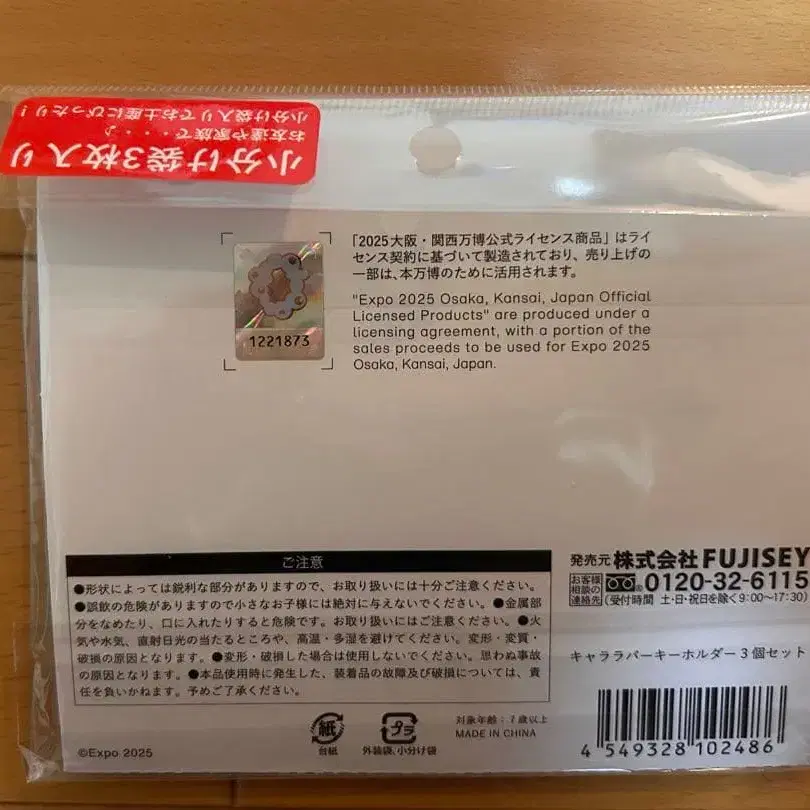 小分け袋3枚入り
お友達や家族で・・・♪
小分け袋入りでお土産にぴったり！
1221873
「2025大阪・関西万博公式ライセンス商品」はライ
センス契約に基づいて製造されており、売り上げの
一部は、本万博のために活用されます。
"Expo 2025 Osaka, Kansai, Japan Official
Licensed Products" are produced under a
licensing agreement, with a portion of the
sales proceeds to be used for Expo 2025
Osaka, Kansai, Japan.
ご注意
●形状によっては鋭利な部分がありますので、お取り扱いには十分ご注意ください。
●誤飲の危険がありますので小さなお子様には絶対に与えないでください。●金属部
分をなめたり、口に入れたりすると危険です。お取り扱いにはご注意ください。●火
気や水気、直射日光の当たるところや、高温・多湿を避けてください。変形・変質・
破損の原因となります。●変形・破損した場合は使用しないでください。思わぬ事故
の原因となります。●本品使用時に発生した、装着品の故障及び破損については、責
任を負いかねます。予めご了承ください。
発売元 株式会社FUJISEY
お客様相談の連絡先 0120-32-6115
(受付時間 土・日・祝日を除く9:00〜17:30)
キャララバーキーホルダー3個セット
紙
台紙
プラ
外装袋、小分け袋
対象年齢：7歳以上
MADE IN CHINA
4 549328 102486
©Expo 2025